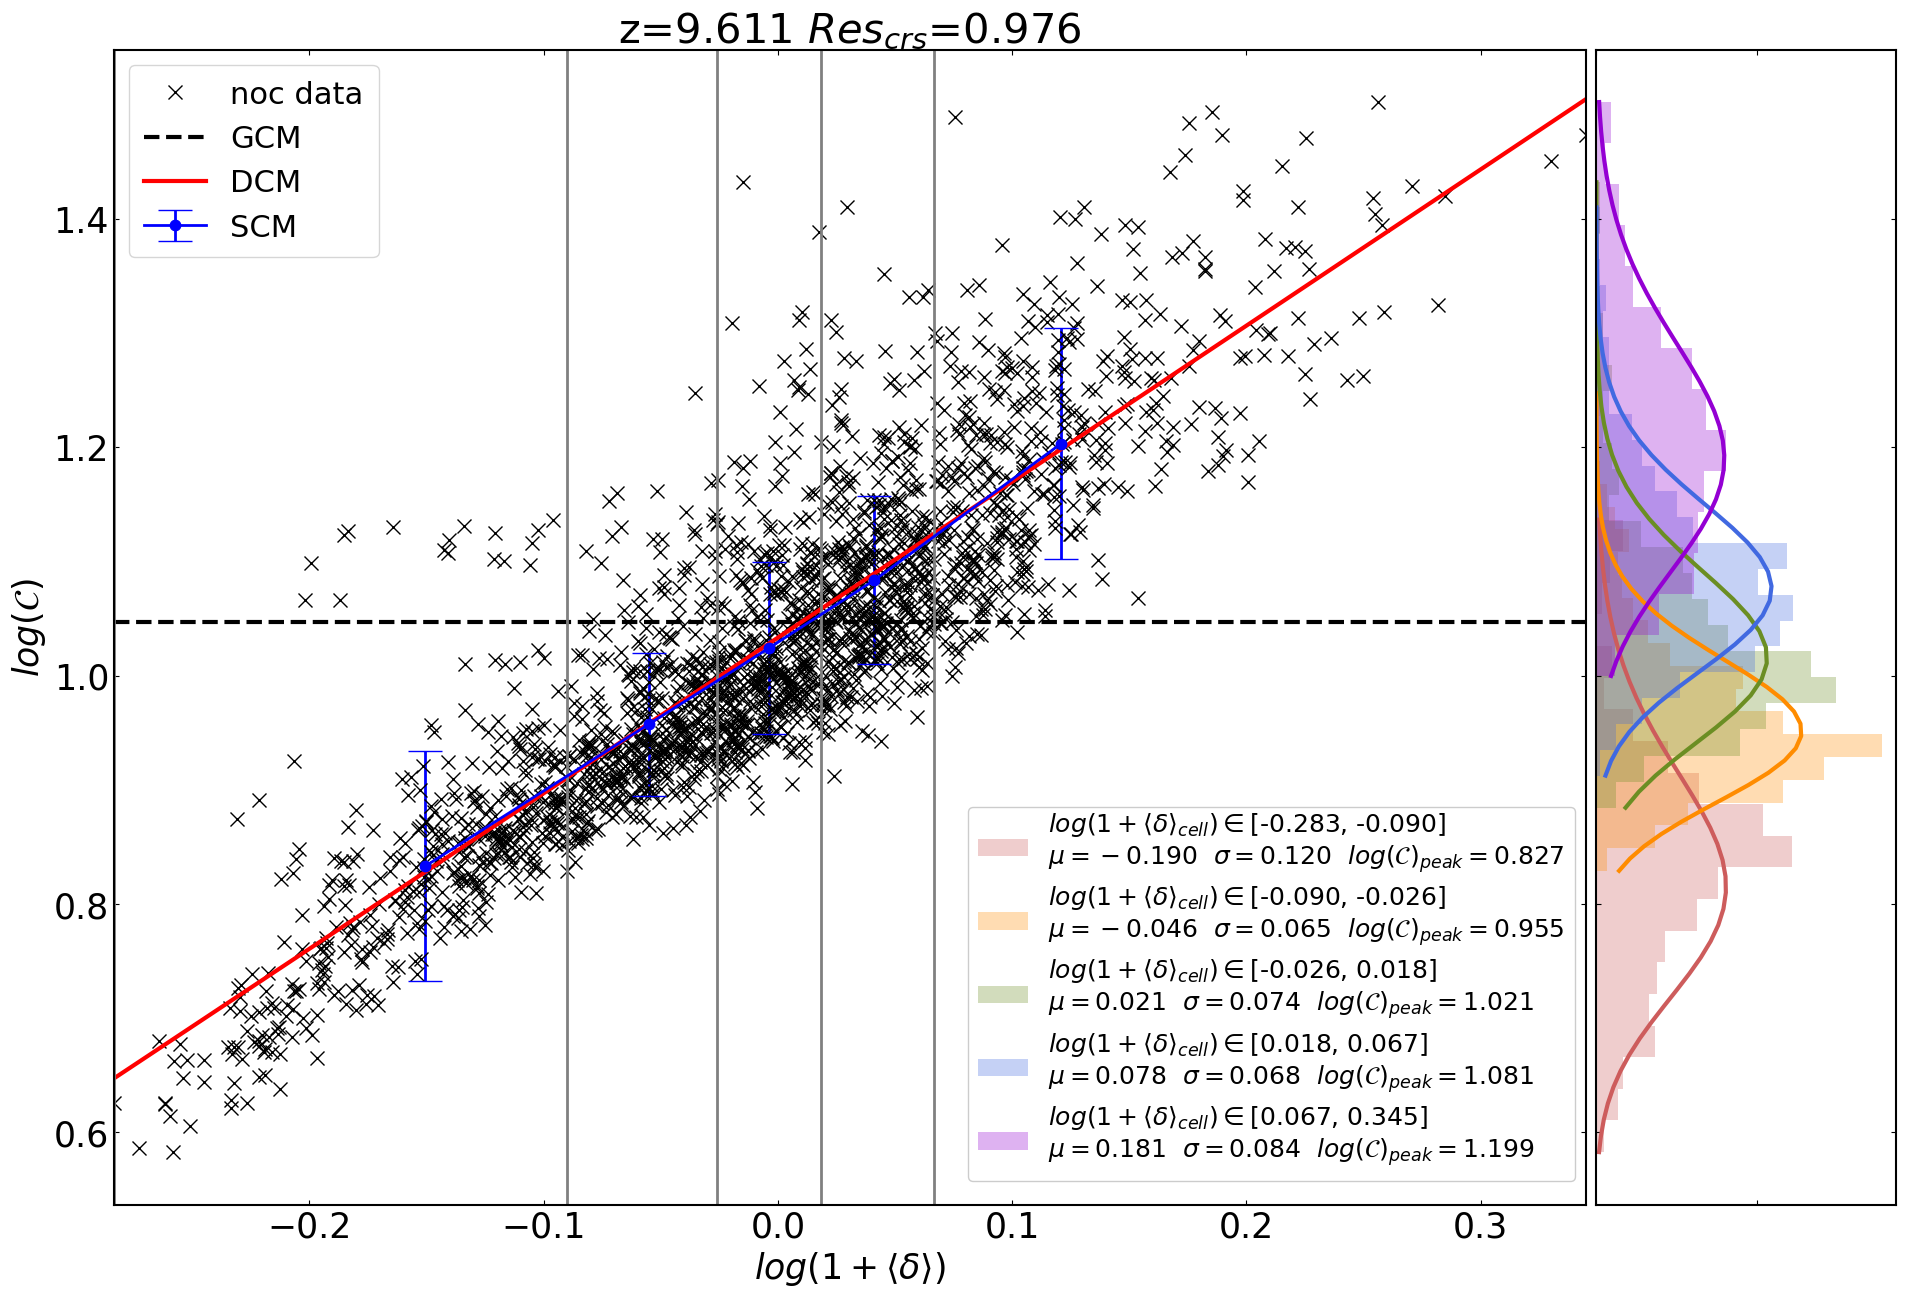 z=9.611 Res_crs=0.976
noc data
GCM
DCM
SCM
log(𝒞)
1.4
1.2
1.0
0.8
0.6
log(1 + ⟨δ⟩_cell) ∈ [-0.283, -0.090]
μ = −0.190 σ = 0.120 log(𝒞)_peak = 0.827
log(1 + ⟨δ⟩_cell) ∈ [-0.090, -0.026]
μ = −0.046 σ = 0.065 log(𝒞)_peak = 0.955
log(1 + ⟨δ⟩_cell) ∈ [-0.026, 0.018]
μ = 0.021 σ = 0.074 log(𝒞)_peak = 1.021
log(1 + ⟨δ⟩_cell) ∈ [0.018, 0.067]
μ = 0.078 σ = 0.068 log(𝒞)_peak = 1.081
log(1 + ⟨δ⟩_cell) ∈ [0.067, 0.345]
μ = 0.181 σ = 0.084 log(𝒞)_peak = 1.199
−0.2 −0.1 0.0 0.1 0.2 0.3
log(1 + ⟨δ⟩)